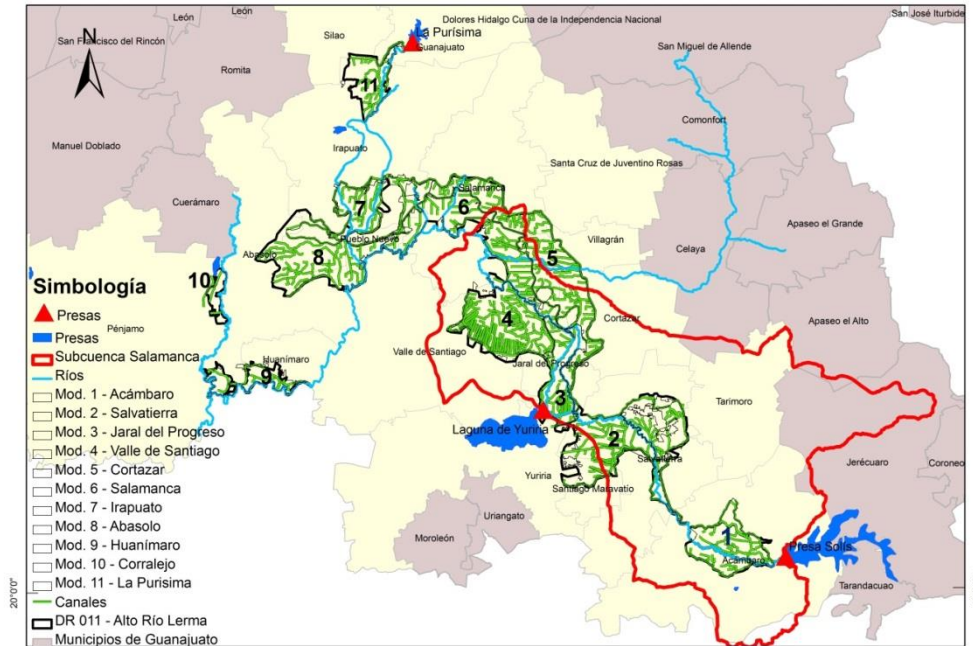 León
León
San Francisco del Rincón
N
Silao
Dolores Hidalgo Cuna de la Independencia Nacional
San José Iturbide
La Purísima
Guanajuato
San Miguel de Allende
Romita
11
Comonfort
Manuel Doblado
Irapuato
Santa Cruz de Juventino Rosas
Cuerámaro
Salamanca
7
6
Apaseo el Grande
Pueblo Nuevo
Villagrán
Celaya
Abasolo
8
5
10
Apaseo el Alto
Pénjamo
4
Cortazar
Huanímaro
9
Valle de Santiago
Jaral del Progreso
3
Tarimoro
Laguna de Yuriria
2
Salvatierra
Jerécuaro
Coroneo
Yuriria
Santiago Maravatío
Uriangato
Moroleón
1
Acámbaro
Presa Solís
Tarandacuao
20°0'0"
Simbología
Presas
Presas
Subcuenca Salamanca
Ríos
Mod. 1 - Acámbaro
Mod. 2 - Salvatierra
Mod. 3 - Jaral del Progreso
Mod. 4 - Valle de Santiago
Mod. 5 - Cortazar
Mod. 6 - Salamanca
Mod. 7 - Irapuato
Mod. 8 - Abasolo
Mod. 9 - Huanímaro
Mod. 10 - Corralejo
Mod. 11 - La Purisima
Canales
DR 011 - Alto Río Lerma
Municipios de Guanajuato